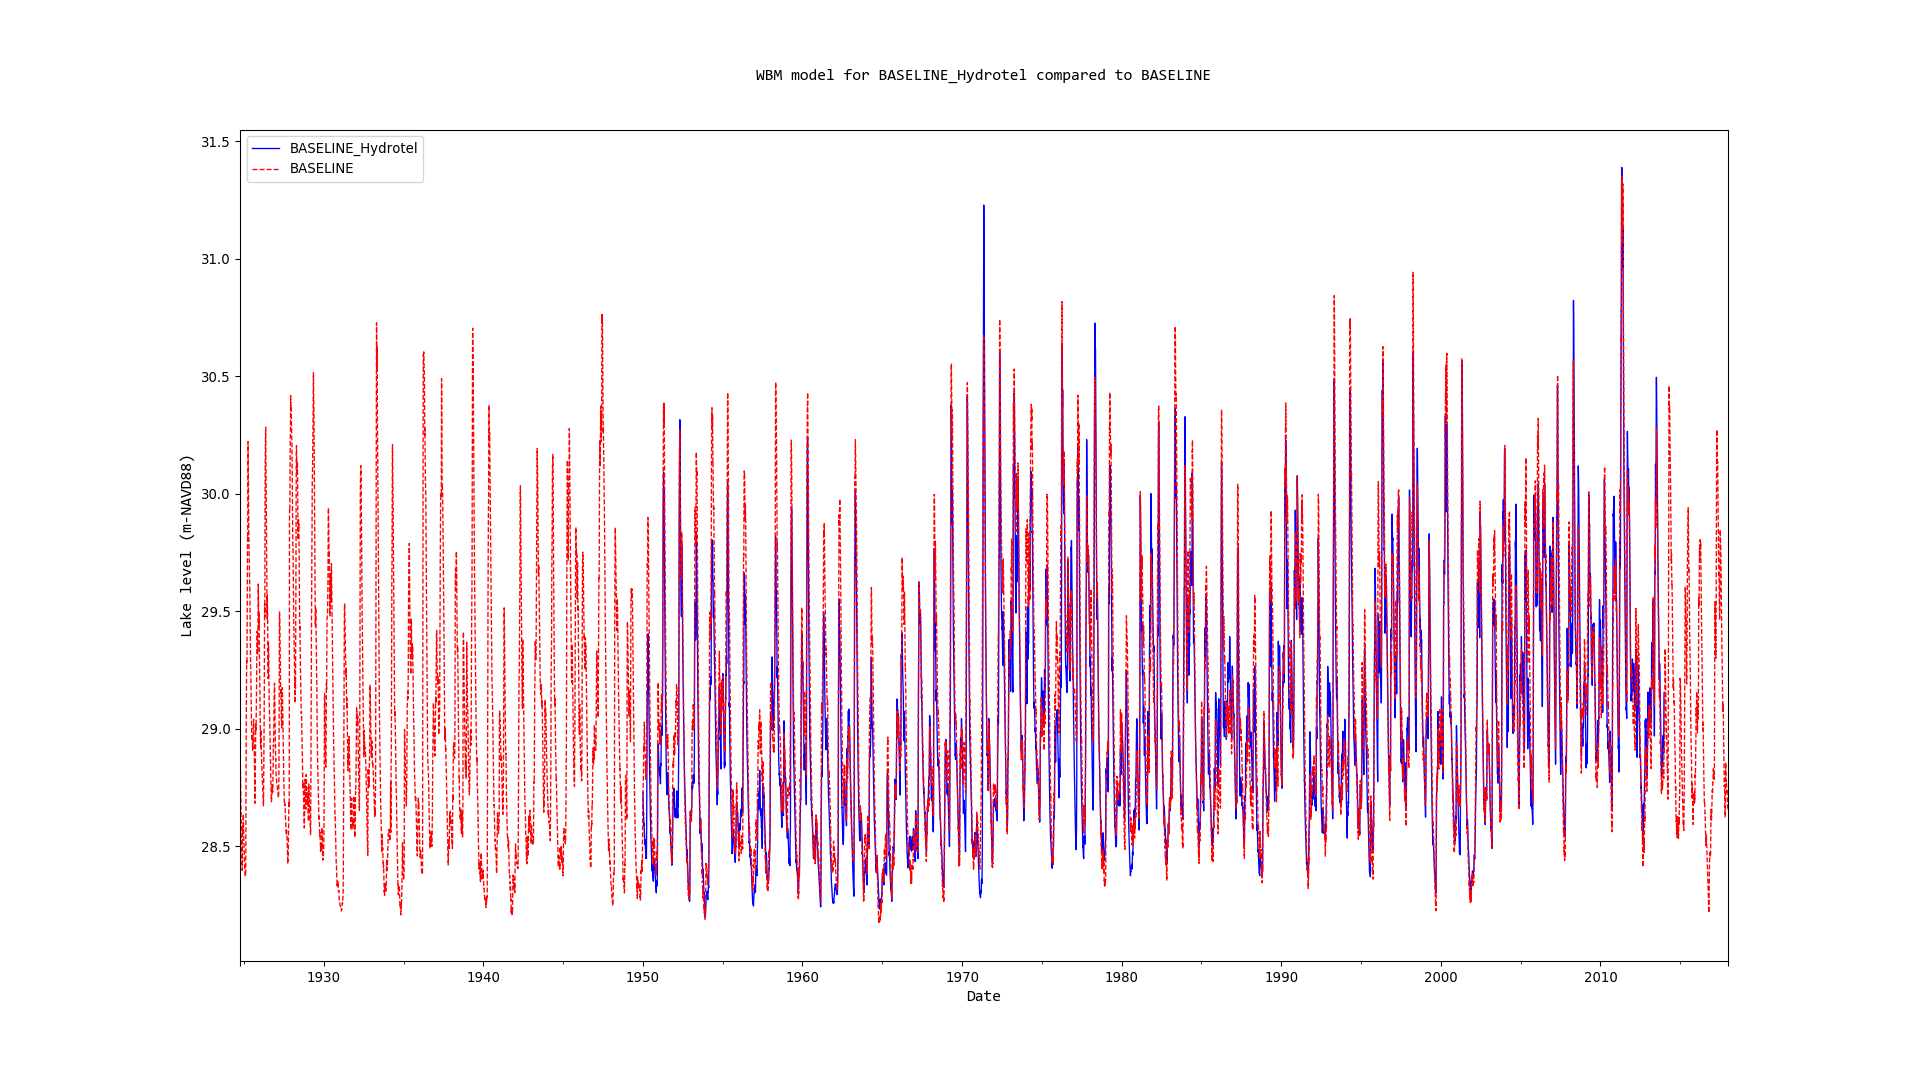 WBM model for BASELINE_Hydrotel compared to BASELINE
BASELINE_Hydrotel
BASELINE
31.5
31.0
30.5
30.0
29.5
29.0
28.5
Lake level (m-NAVD88)
1930 1940 1950 1960 1970 1980 1990 2000 2010
Date